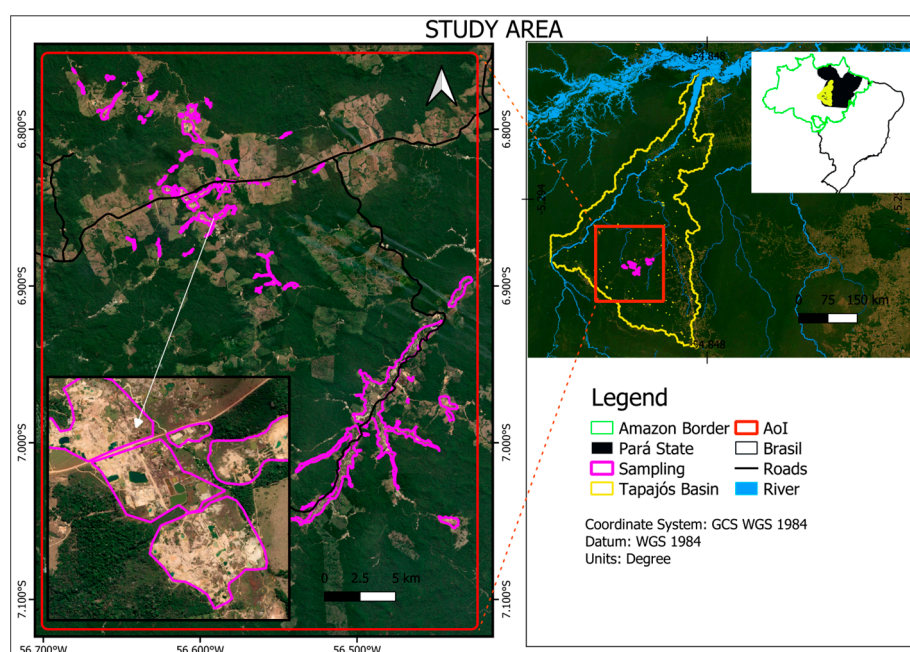 STUDY AREA
6.800°S
6.900°S
7.000°S
7.100°S
6.800°S
6.900°S
7.000°S
7.100°S
56.700°W
56.600°W
56.500°W
0 2.5 5 km
0 75 150 km
Legend
Amazon Border
AoI
Pará State
Brasil
Sampling
Roads
Tapajós Basin
River
Coordinate System: GCS WGS 1984
Datum: WGS 1984
Units: Degree